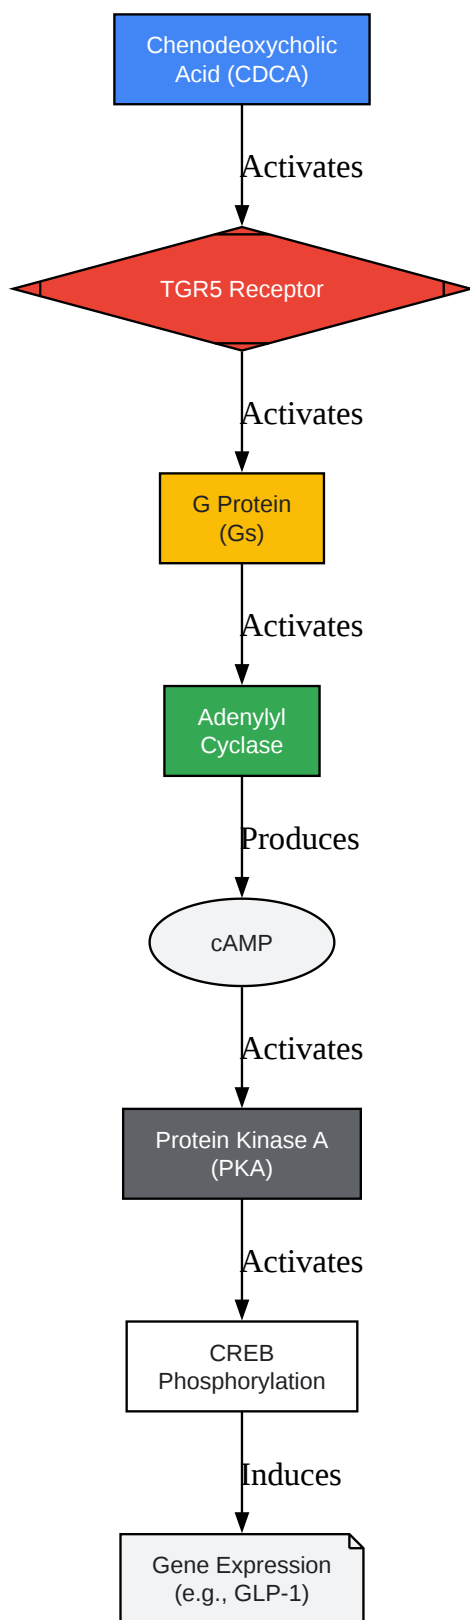 Chenodeoxycholic
Acid (CDCA)
Activates
TGR5 Receptor
Activates
G Protein
(Gs)
Activates
Adenylyl
Cyclase
Produces
cAMP
Activates
Protein Kinase A
(PKA)
Activates
CREB
Phosphorylation
Induces
Gene Expression
(e.g., GLP-1)